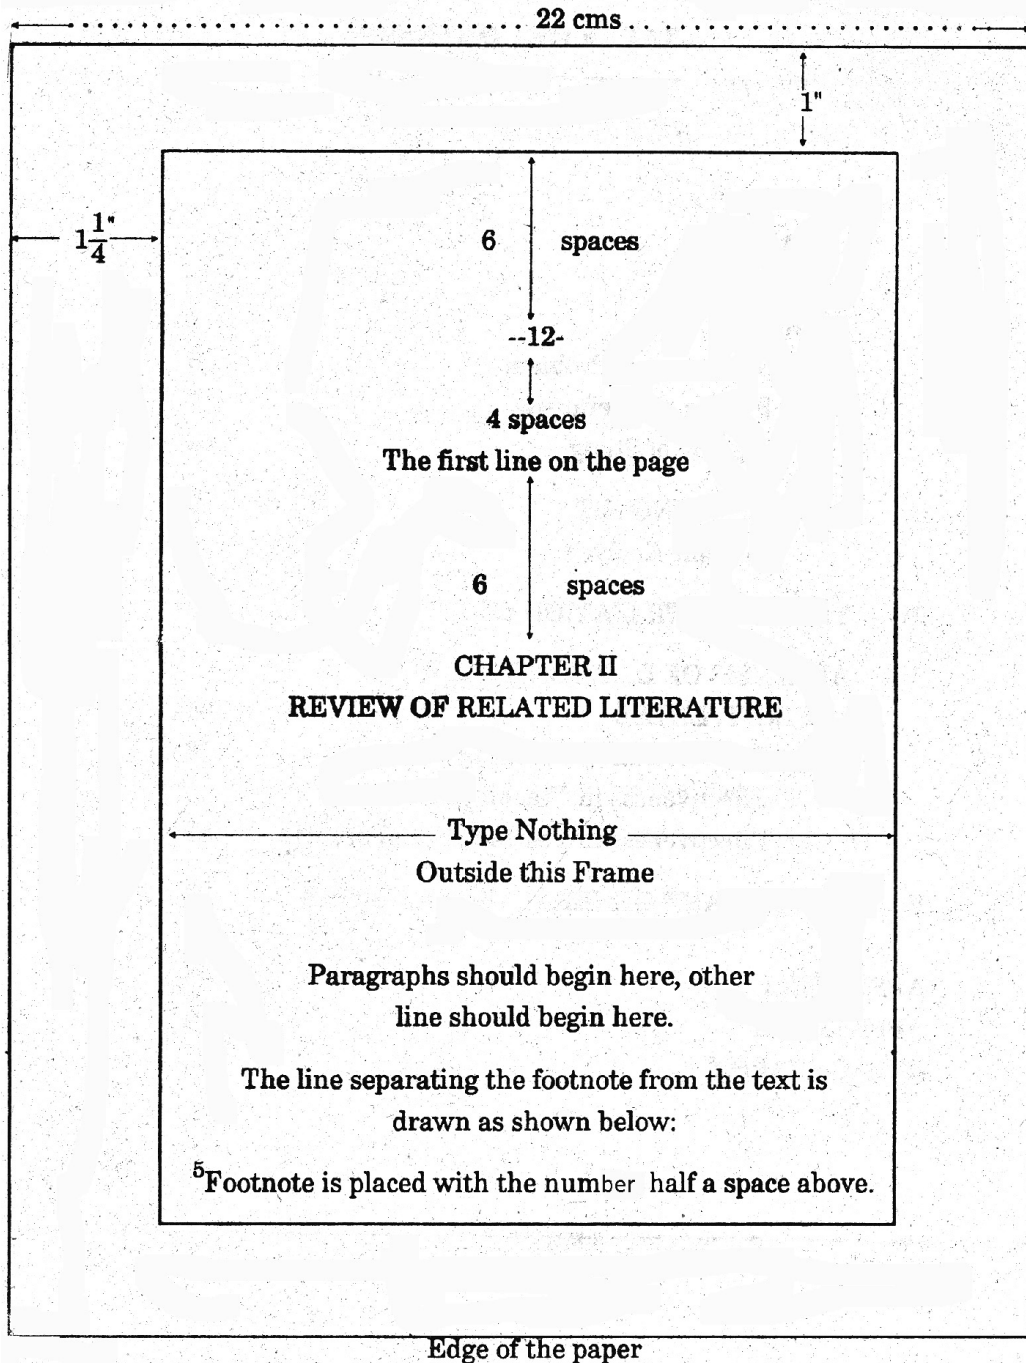 22 cms
1"
1 1/4"
6 spaces
--12-
4 spaces
The first line on the page
6 spaces
CHAPTER II
REVIEW OF RELATED LITERATURE
Type Nothing
Outside this Frame
Paragraphs should begin here, other
line should begin here.
The line separating the footnote from the text is
drawn as shown below:
⁵Footnote is placed with the number half a space above.
Edge of the paper